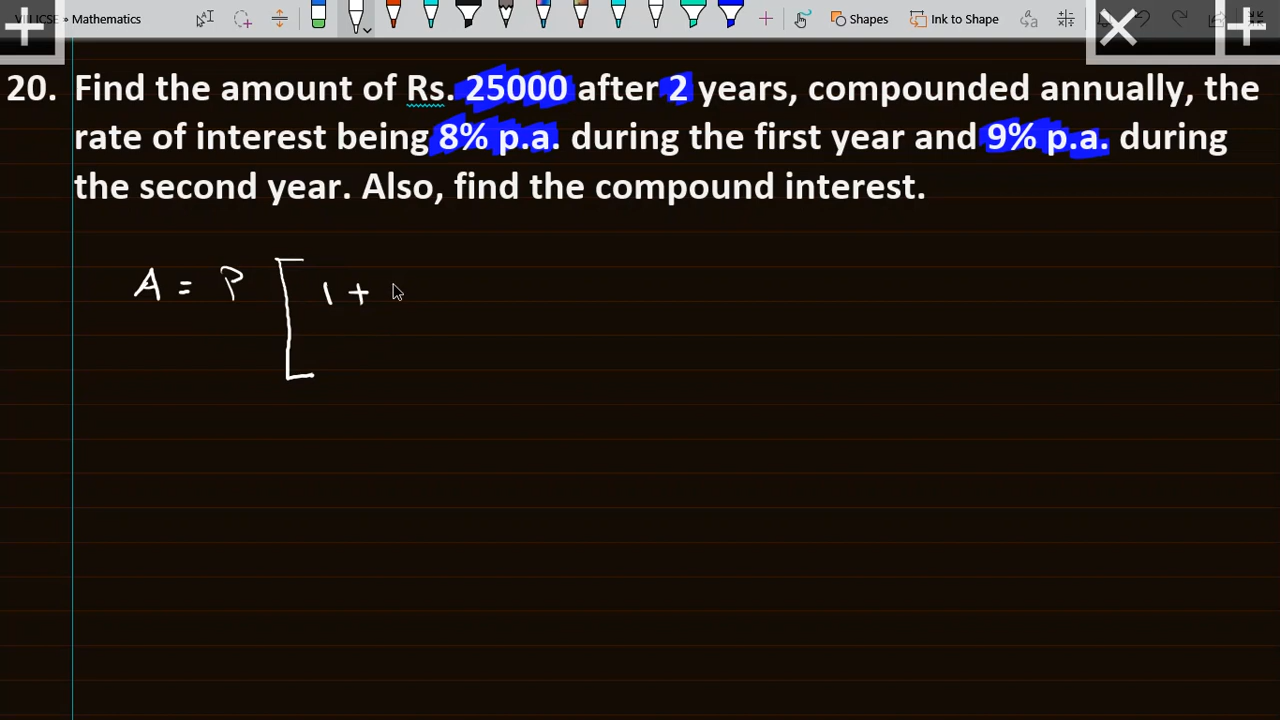 VII ICSE » Mathematics
Shapes
Ink to Shape
20. Find the amount of Rs. 25000 after 2 years, compounded annually, the
rate of interest being 8% p.a. during the first year and 9% p.a. during
the second year. Also, find the compound interest.
A = P [ 1 +